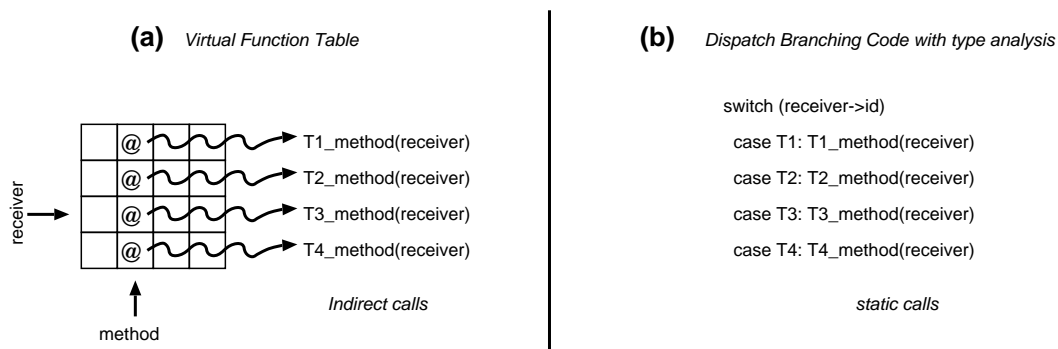 (a) Virtual Function Table
@ T1_method(receiver)
@ T2_method(receiver)
@ T3_method(receiver)
@ T4_method(receiver)
receiver
Indirect calls
method
(b) Dispatch Branching Code with type analysis
switch (receiver->id)
case T1: T1_method(receiver)
case T2: T2_method(receiver)
case T3: T3_method(receiver)
case T4: T4_method(receiver)
static calls